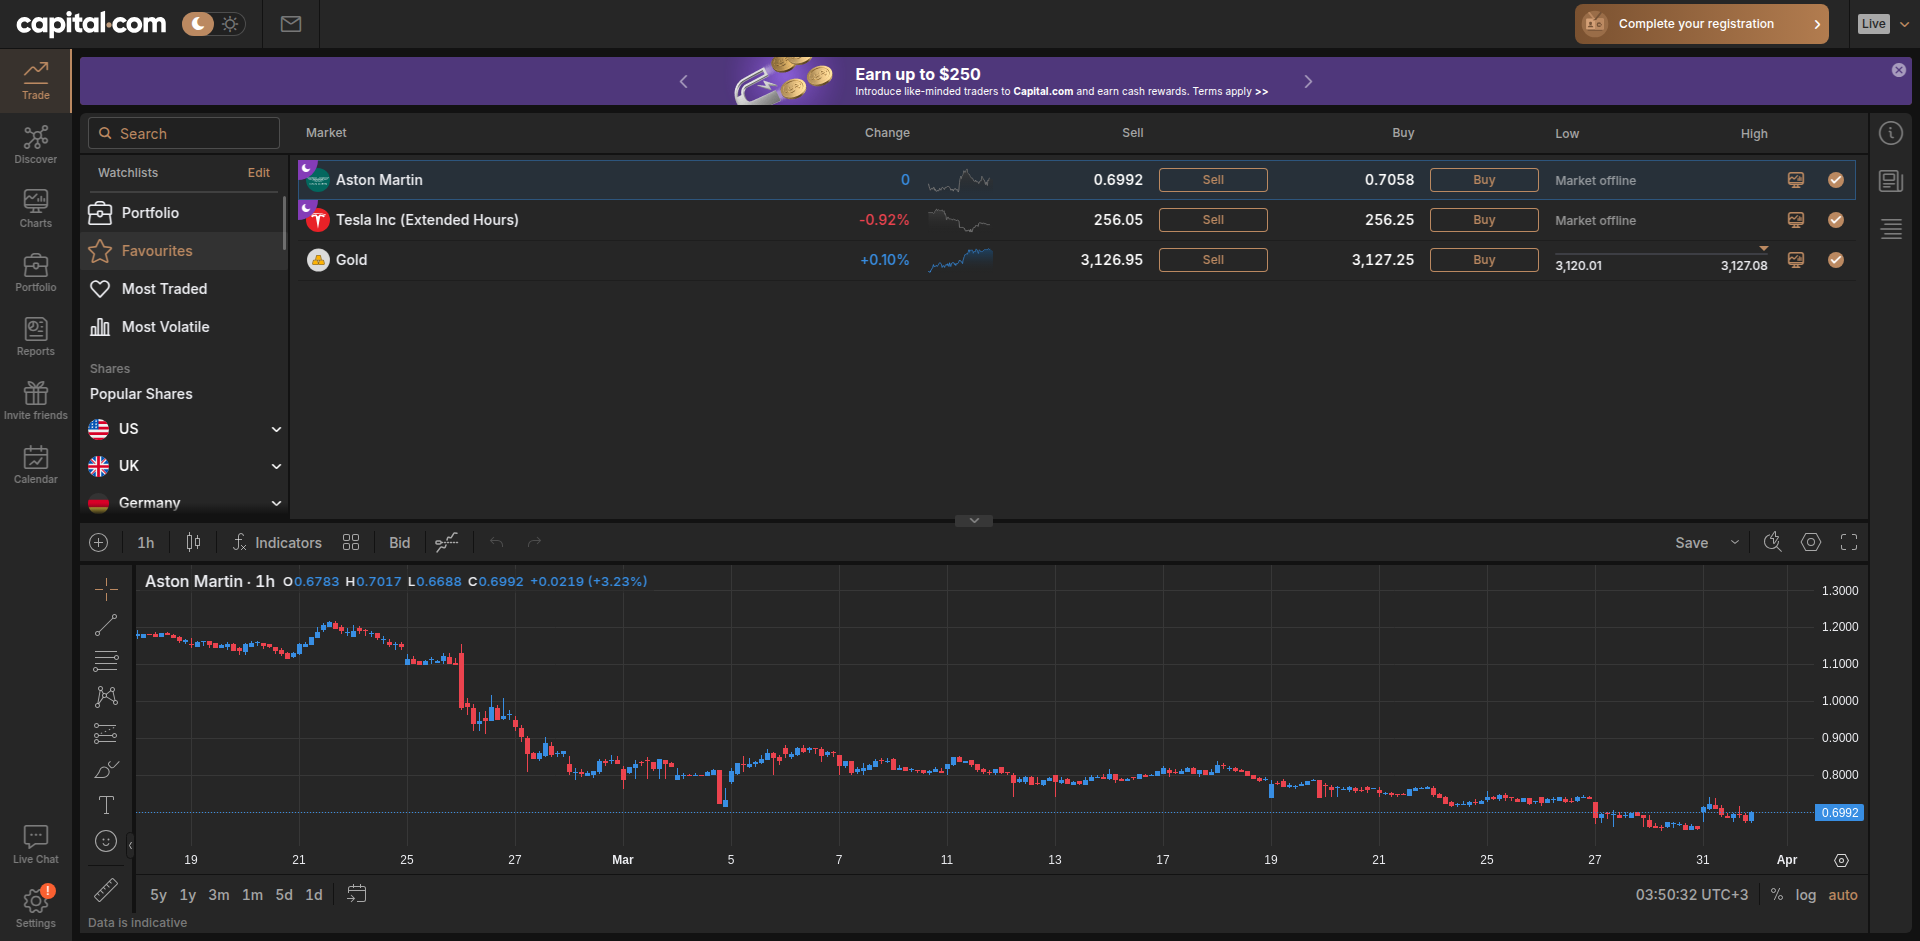 capital.com
Complete your registration
Live
Trade
Discover
Charts
Portfolio
Reports
Invite friends
Calendar
Live Chat
!
Settings
Earn up to $250
Introduce like-minded traders to Capital.com and earn cash rewards. Terms apply >>
Search
Watchlists Edit
Portfolio
Favourites
Most Traded
Most Volatile
Shares
Popular Shares
US
UK
Germany
Market Change Sell Buy Low High
Aston Martin 0 0.6992 Sell 0.7058 Buy Market offline
Tesla Inc (Extended Hours) -0.92% 256.05 Sell 256.25 Buy Market offline
Gold +0.10% 3,126.95 Sell 3,127.25 Buy 3,120.01 3,127.08
1h Indicators Bid Save
Aston Martin · 1h O0.6783 H0.7017 L0.6688 C0.6992 +0.0219 (+3.23%)
1.3000
1.2000
1.1000
1.0000
0.9000
0.8000
0.6992
19 21 25 27 Mar 5 7 11 13 17 19 21 25 27 31 Apr
5y 1y 3m 1m 5d 1d 03:50:32 UTC+3 % log auto
Data is indicative